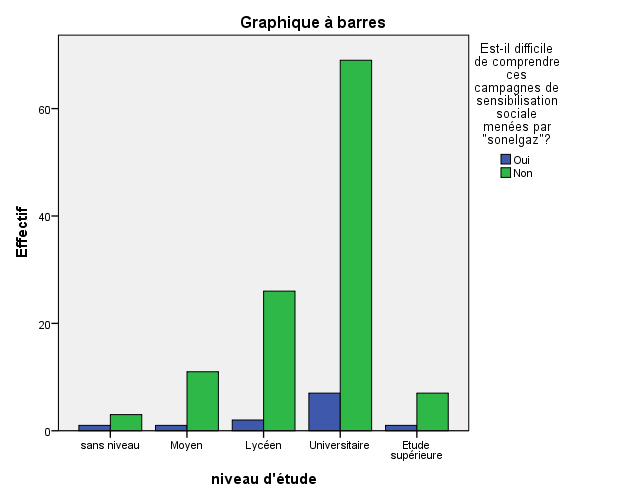 Graphique à barres
Est-il difficile
de comprendre
ces
campagnes de
sensibilisation
sociale
menées par
"sonelgaz"?
Oui
Non
Effectif
60
40
20
0
sans niveau
Moyen
Lycéen
Universitaire
Etude
supérieure
niveau d'étude